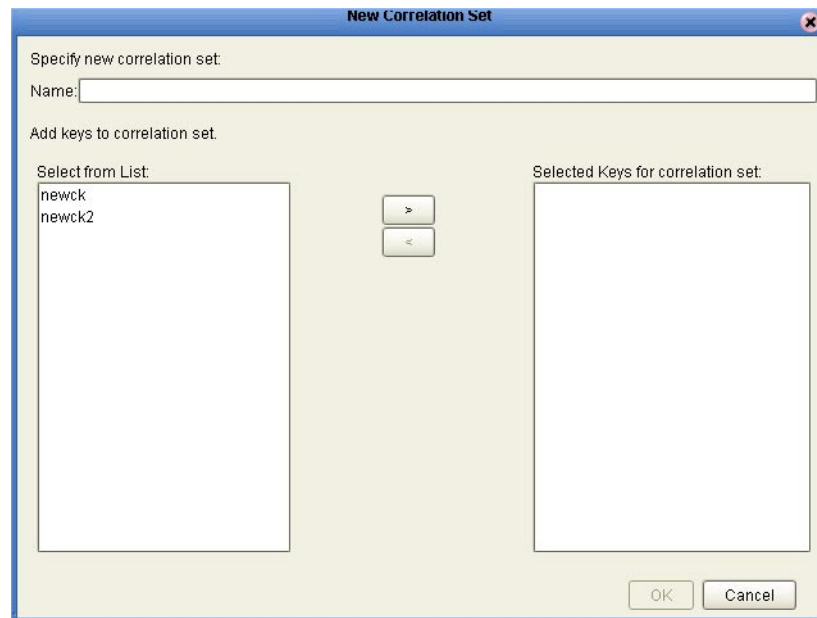 New Correlation Set
Specify new correlation set:
Name:
Add keys to correlation set.
Select from List:
Selected Keys for correlation set:
newck
newck2
>
<
OK
Cancel